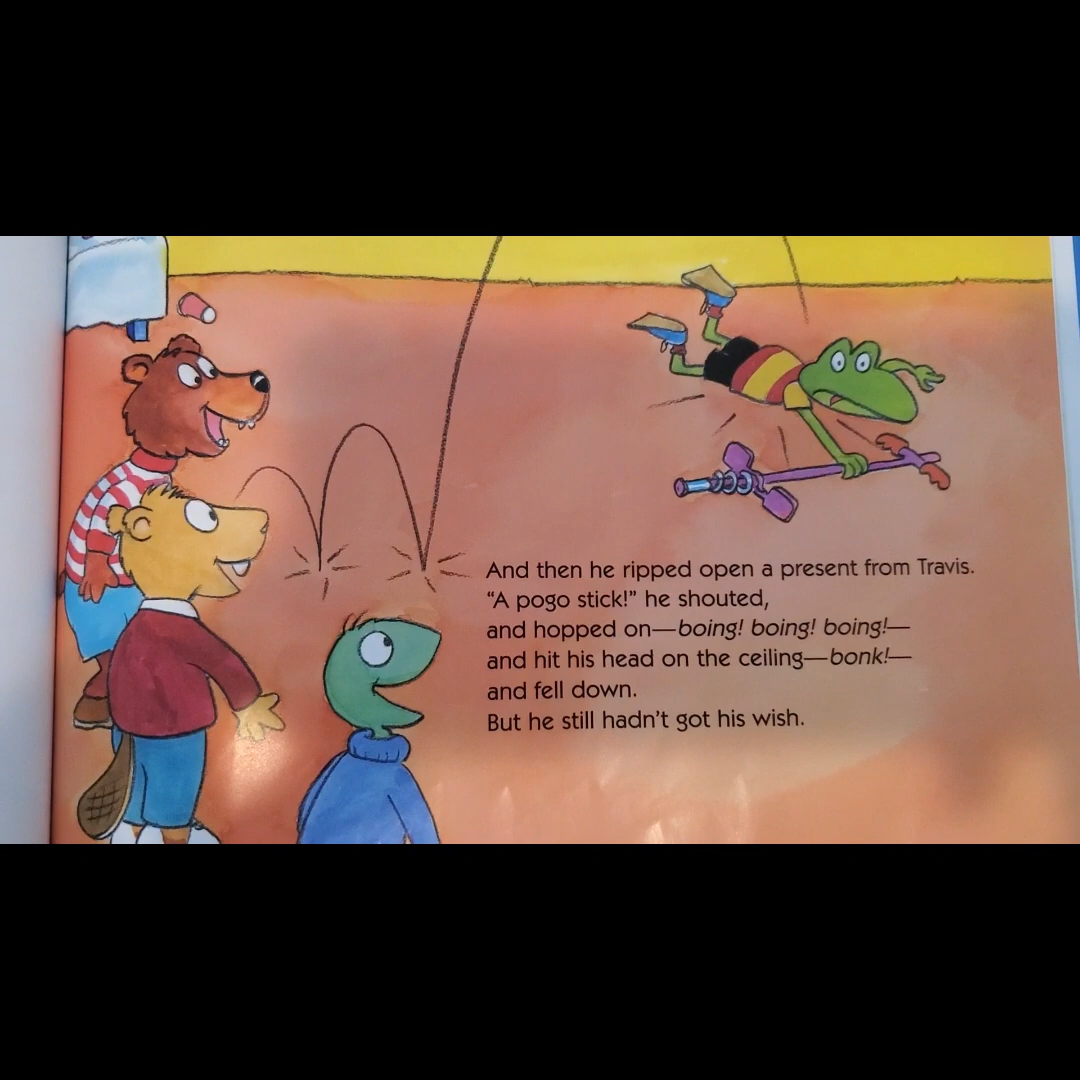 And then he ripped open a present from Travis.
“A pogo stick!” he shouted,
and hopped on—boing! boing! boing!—
and hit his head on the ceiling—bonk!—
and fell down.
But he still hadn’t got his wish.